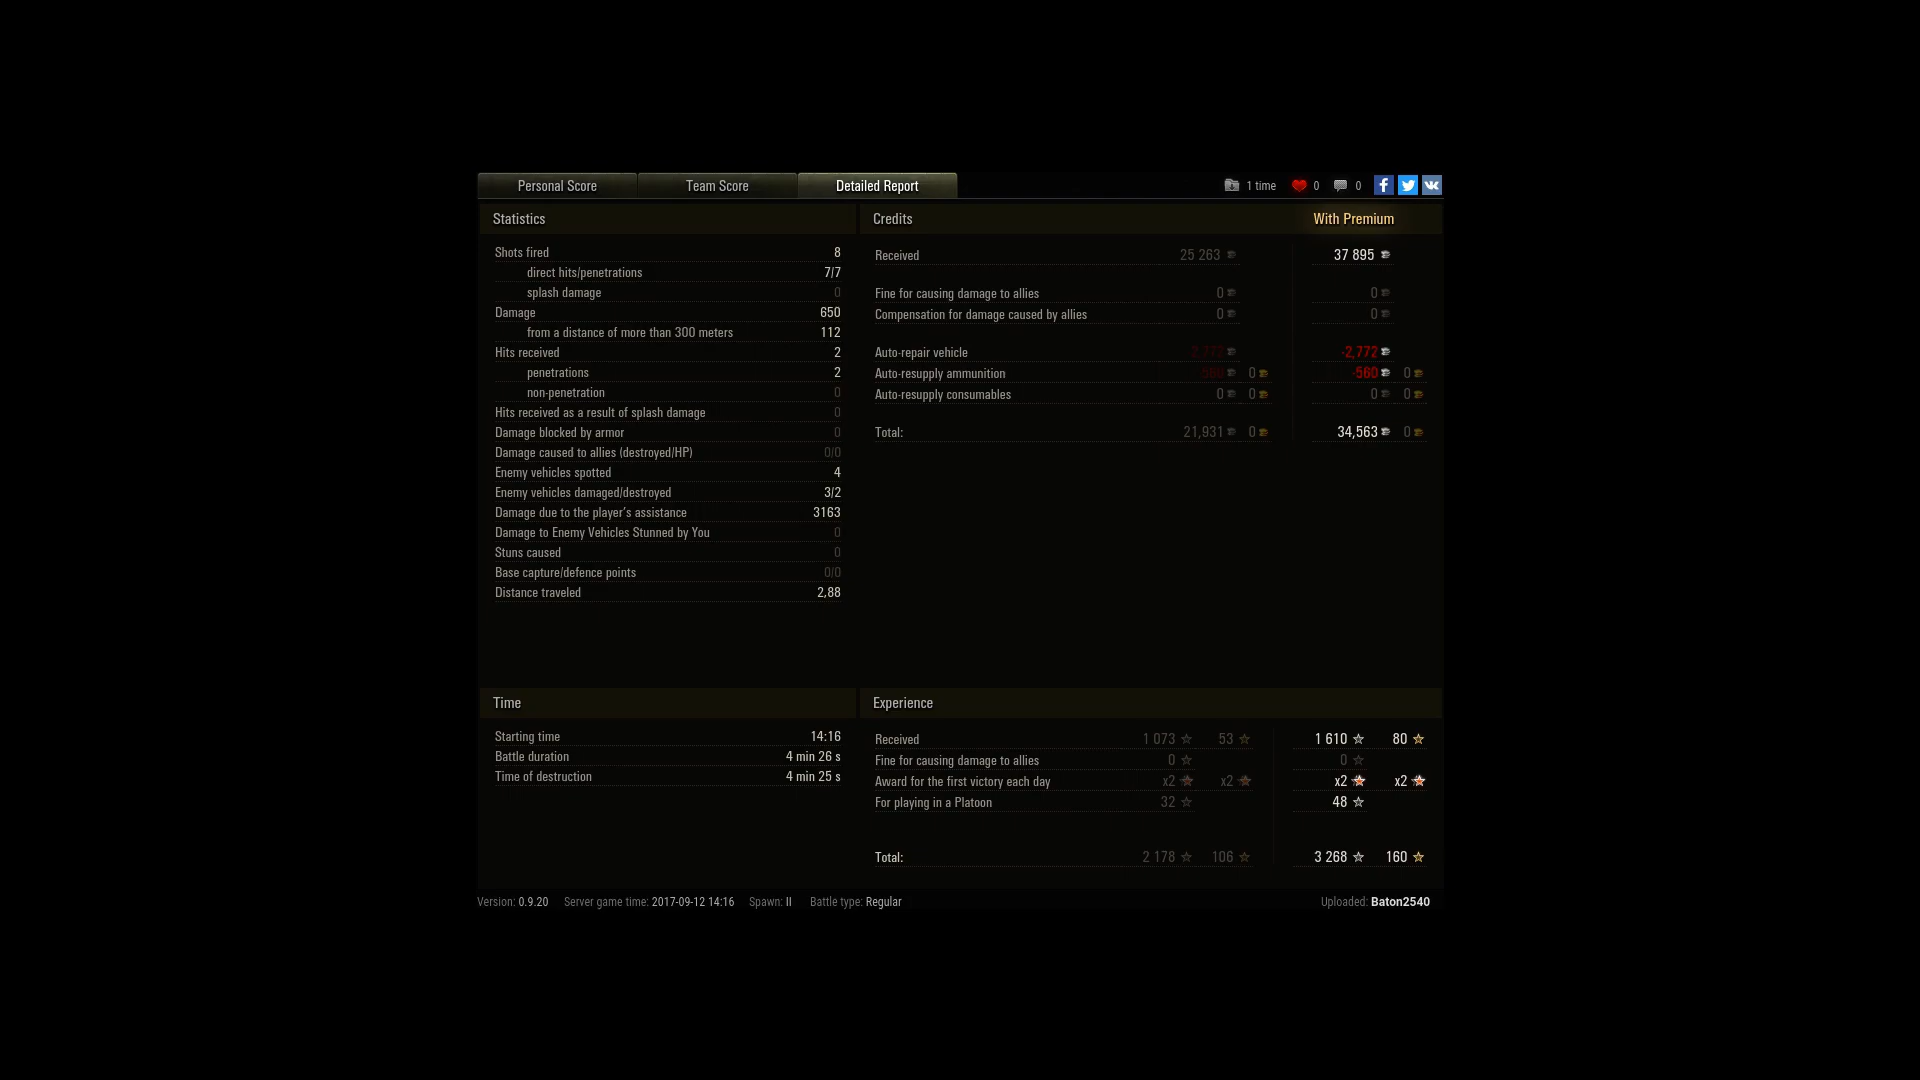 Personal Score Team Score Detailed Report 1 time 0 0
Statistics
Shots fired 8
direct hits/penetrations 7/7
splash damage 0
Damage 650
from a distance of more than 300 meters 112
Hits received 2
penetrations 2
non-penetration 0
Hits received as a result of splash damage 0
Damage blocked by armor 0
Damage caused to allies (destroyed/HP) 0/0
Enemy vehicles spotted 4
Enemy vehicles damaged/destroyed 3/2
Damage due to the player's assistance 3163
Damage to Enemy Vehicles Stunned by You 0
Stuns caused 0
Base capture/defence points 0/0
Distance traveled 2,88
Credits With Premium
Received 25 263 37 895
Fine for causing damage to allies 0 0
Compensation for damage caused by allies 0 0
Auto-repair vehicle -2,772 -2,772
Auto-resupply ammunition -560 0 -560 0
Auto-resupply consumables 0 0 0 0
Total: 21,931 0 34,563 0
Time
Starting time 14:16
Battle duration 4 min 26 s
Time of destruction 4 min 25 s
Experience
Received 1 073 53 1 610 80
Fine for causing damage to allies 0 0
Award for the first victory each day x2 x2 x2 x2
For playing in a Platoon 32 48
Total: 2 178 106 3 268 160
Version: 0.9.20 Server game time: 2017-09-12 14:16 Spawn: II Battle type: Regular Uploaded: Baton2540